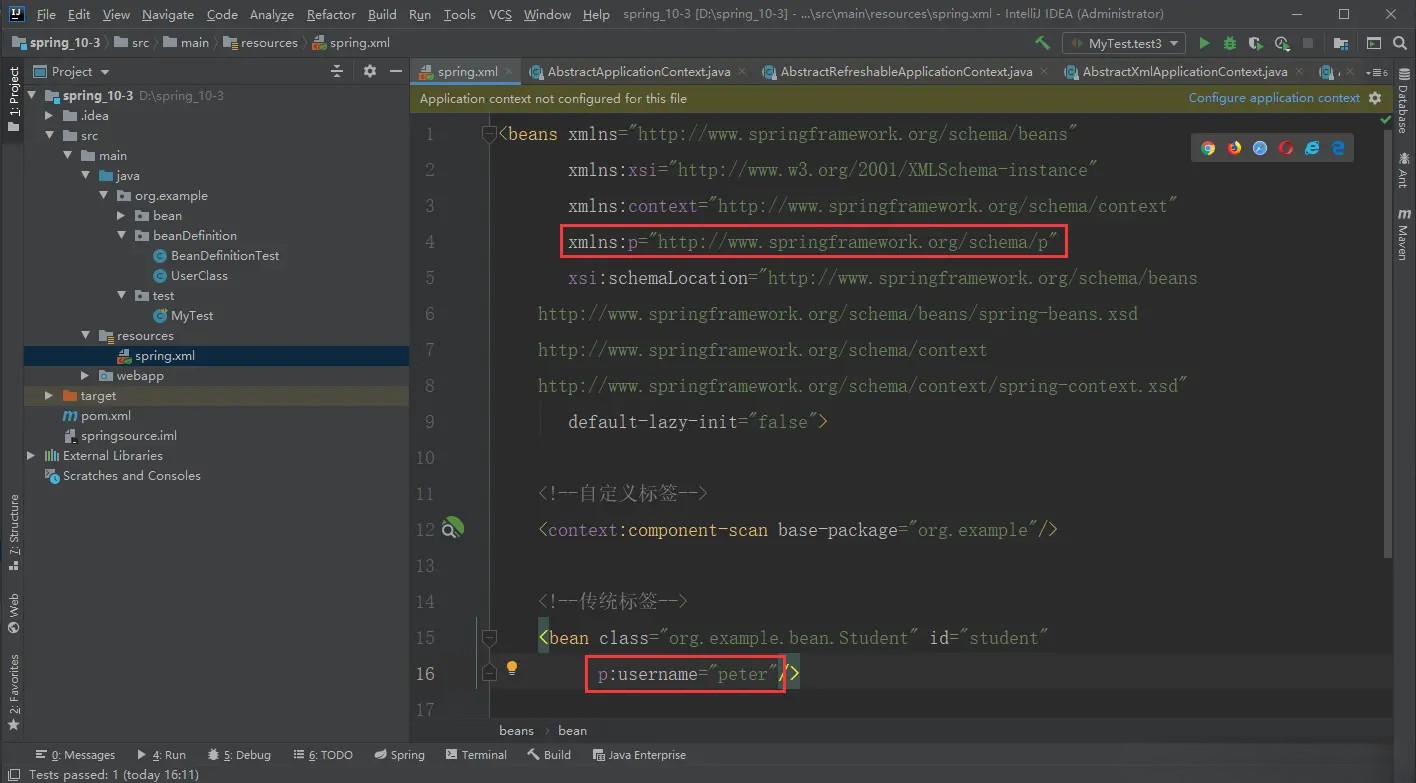 File Edit View Navigate Code Analyze Refactor Build Run Tools VCS Window Help spring_10-3 [D:\spring_10-3] - ...\src\main\resources\spring.xml - IntelliJ IDEA (Administrator)
spring_10-3 src main resources spring.xml MyTest.test3
Project
spring.xml AbstractApplicationContext.java AbstractRefreshableApplicationContext.java AbstractXmlApplicationContext.java
Application context not configured for this file Configure application context
1: Project
spring_10-3 D:\spring_10-3
.idea
src
main
java
org.example
bean
beanDefinition
BeanDefinitionTest
UserClass
test
MyTest
resources
spring.xml
webapp
target
pom.xml
springsource.iml
External Libraries
Scratches and Consoles
7: Structure
Web
2: Favorites
1 <beans xmlns="http://www.springframework.org/schema/beans"
2 xmlns:xsi="http://www.w3.org/2001/XMLSchema-instance"
3 xmlns:context="http://www.springframework.org/schema/context"
4 xmlns:p="http://www.springframework.org/schema/p"
5 xsi:schemaLocation="http://www.springframework.org/schema/beans
6 http://www.springframework.org/schema/beans/spring-beans.xsd
7 http://www.springframework.org/schema/context
8 http://www.springframework.org/schema/context/spring-context.xsd"
9 default-lazy-init="false">
10
11 <!--自定义标签-->
12 <context:component-scan base-package="org.example"/>
13
14 <!--传统标签-->
15 <bean class="org.example.bean.Student" id="student"
16 p:username="peter"/>
17
beans › bean
Database
Ant
Maven
0: Messages 4: Run 5: Debug 6: TODO Spring Terminal Build Java Enterprise
Tests passed: 1 (today 16:11)